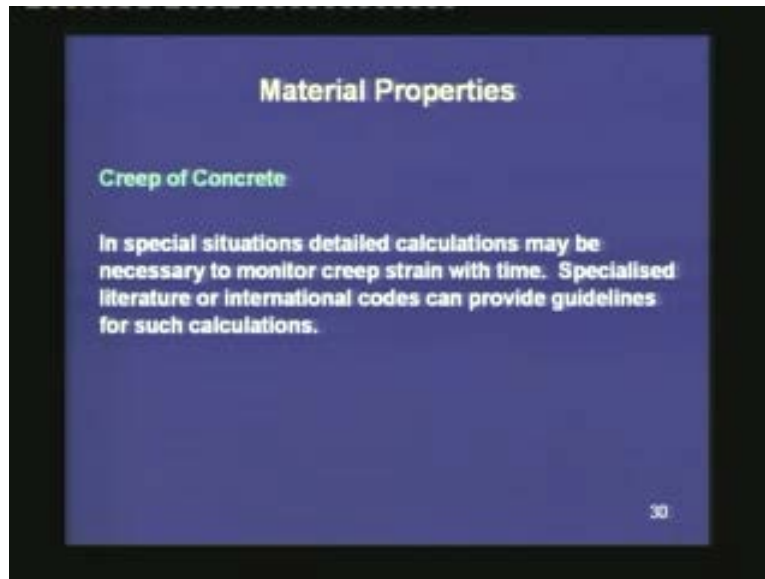 Material Properties
Creep of Concrete
In special situations detailed calculations may be
necessary to monitor creep strain with time. Specialised
literature or international codes can provide guidelines
for such calculations.
30